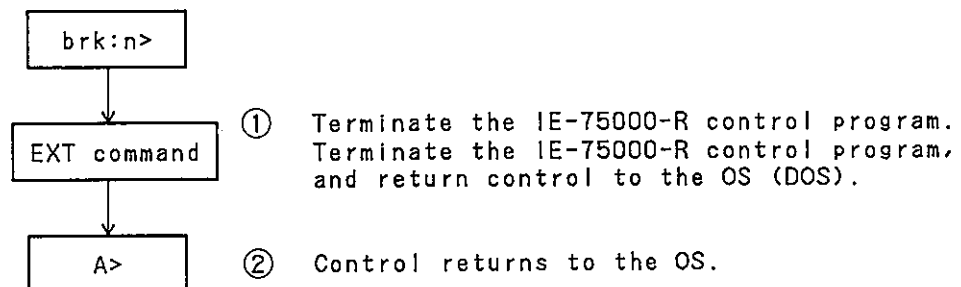 brk:n>
EXT command
① Terminate the IE-75000-R control program.
Terminate the IE-75000-R control program,
and return control to the OS (DOS).
A>
② Control returns to the OS.